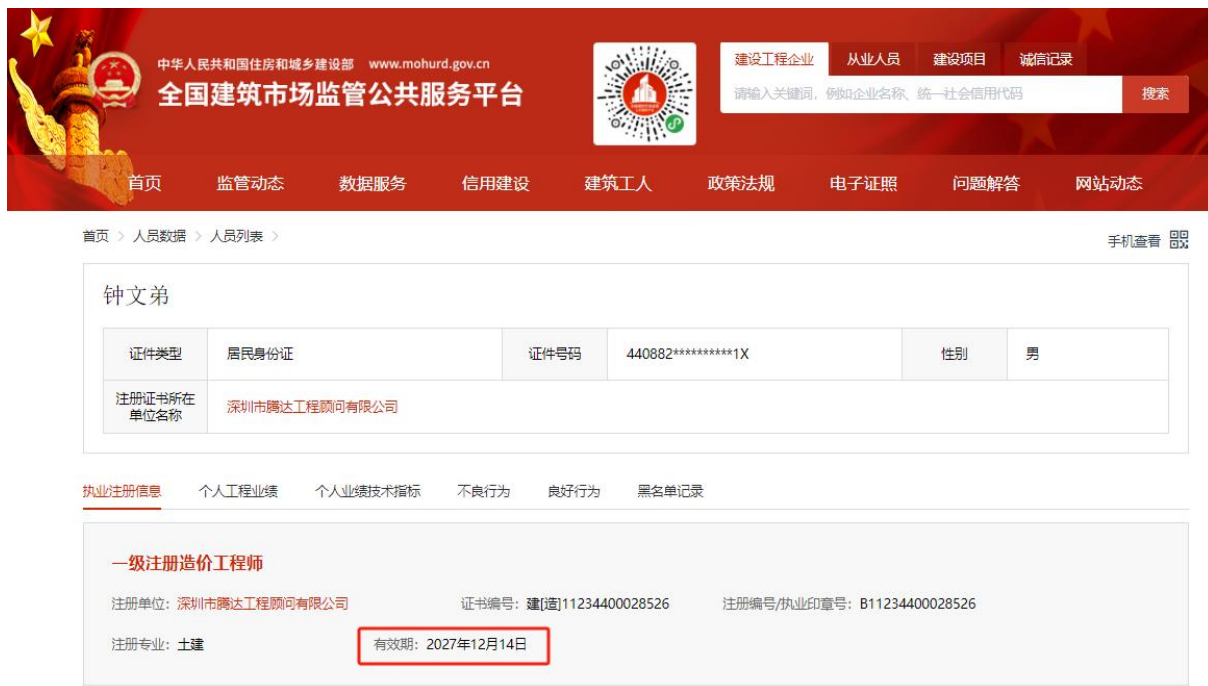 中华人民共和国住房和城乡建设部 www.mohurd.gov.cn
全国建筑市场监管公共服务平台
建设工程企业 从业人员 建设项目 诚信记录
请输入关键词，例如企业名称、统一社会信用代码 搜索
首页 监管动态 数据服务 信用建设 建筑工人 政策法规 电子证照 问题解答 网站动态
首页 > 人员数据 > 人员列表 >
手机查看
钟文弟
证件类型 居民身份证 证件号码 440882**********1X 性别 男
注册证书所在
单位名称
深圳市腾达工程顾问有限公司
执业注册信息 个人工程业绩 个人业绩技术指标 不良行为 良好行为 黑名单记录
一级注册造价工程师
注册单位：深圳市腾达工程顾问有限公司 证书编号：建[造]11234400028526 注册编号/执业印章号：B11234400028526
注册专业：土建 有效期：2027年12月14日